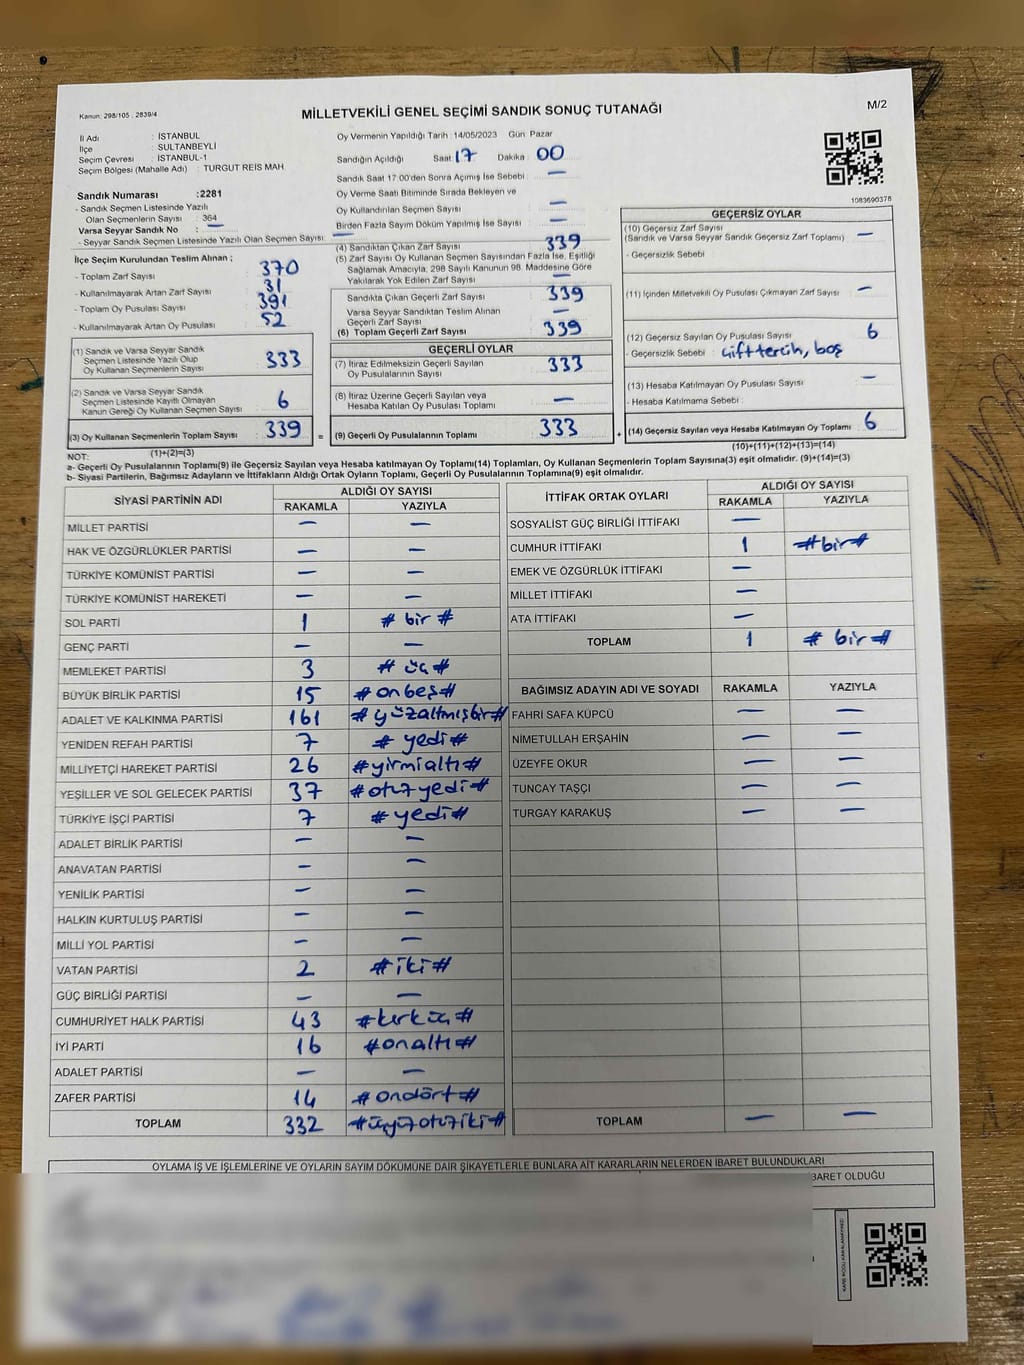 Kanun: 298/105 , 2839/4
MİLLETVEKİLİ GENEL SEÇİMİ SANDIK SONUÇ TUTANAĞI
M/2
İl Adı : İSTANBUL
İlçe : SULTANBEYLİ
Seçim Çevresi : İSTANBUL-1
Seçim Bölgesi (Mahalle Adı) : TURGUT REİS MAH
Oy Vermenin Yapıldığı Tarih : 14/05/2023 Gün: Pazar
Sandığın Açıldığı Saat: 17 Dakika: 00
Sandık Saat 17.00'den Sonra Açmış İse Sebebi : —
Oy Verme Saati Bitiminde Sırada Bekleyen ve
Oy Kullandırılan Seçmen Sayısı —
Birden Fazla Sayım Döküm Yapılmış İse Sayısı —
1083690378
Sandık Numarası :2281
- Sandık Seçmen Listesinde Yazılı
Olan Seçmenlerin Sayısı : 364
Varsa Seyyar Sandık No : —
- Seyyar Sandık Seçmen Listesinde Yazılı Olan Seçmen Sayısı: —
İlçe Seçim Kurulundan Teslim Alınan ;
- Toplam Zarf Sayısı : 370
- Kullanılmayarak Artan Zarf Sayısı : 31
- Toplam Oy Pusulası Sayısı : 391
- Kullanılmayarak Artan Oy Pusulası : 52
(1) Sandık ve Varsa Seyyar Sandık
Seçmen Listesinde Yazılı Olup
Oy Kullanan Seçmenlerin Sayısı : 333
(2) Sandık ve Varsa Seyyar Sandık
Seçmen Listesinde Kayıtlı Olmayan
Kanun Gereği Oy Kullanan Seçmen Sayısı : 6
(3) Oy Kullanan Seçmenlerin Toplam Sayısı : 339
(1)+(2)=(3)
(4) Sandıktan Çıkan Zarf Sayısı : 339
(5) Zarf Sayısı Oy Kullanan Seçmen Sayısından Fazla İse, Eşitliği
Sağlamak Amacıyla, 298 Sayılı Kanunun 98. Maddesine Göre
Yakılarak Yok Edilen Zarf Sayısı : —
Sandıkta Çıkan Geçerli Zarf Sayısı : 339
Varsa Seyyar Sandıktan Teslim Alınan
Geçerli Zarf Sayısı : —
(6) Toplam Geçerli Zarf Sayısı : 339
GEÇERLİ OYLAR
(7) İtiraz Edilmeksizin Geçerli Sayılan
Oy Pusulalarının Sayısı : 333
(8) İtiraz Üzerine Geçerli Sayılan veya
Hesaba Katılan Oy Pusulası Toplamı : —
= (9) Geçerli Oy Pusulalarının Toplamı : 333
GEÇERSİZ OYLAR
(10) Geçersiz Zarf Sayısı
(Sandık ve Varsa Seyyar Sandık Geçersiz Zarf Toplamı) : —
- Geçersizlik Sebebi :
(11) İçinden Milletvekili Oy Pusulası Çıkmayan Zarf Sayısı : —
(12) Geçersiz Sayılan Oy Pusulası Sayısı : 6
Geçersizlik Sebebi : çift tercih, boş
(13) Hesaba Katılmayan Oy Pusulası Sayısı : —
- Hesaba Katılmama Sebebi :
+ (14) Geçersiz Sayılan veya Hesaba Katılmayan Oy Toplamı : 6
(10)+(11)+(12)+(13)=(14)
NOT:
a- Geçerli Oy Pusulalarının Toplamı(9) ile Geçersiz Sayılan veya Hesaba katılmayan Oy Toplamı(14) Toplamları, Oy Kullanan Seçmenlerin Toplam Sayısına(3) eşit olmalıdır. (9)+(14)=(3)
b- Siyasi Partilerin, Bağımsız Adayların ve İttifakların Aldığı Ortak Oyların Toplamı, Geçerli Oy Pusulalarının Toplamına(9) eşit olmalıdır.
SİYASİ PARTİNİN ADI ALDIĞI OY SAYISI
RAKAMLA YAZIYLA
MİLLET PARTİSİ — —
HAK VE ÖZGÜRLÜKLER PARTİSİ — —
TÜRKİYE KOMÜNİST PARTİSİ — —
TÜRKİYE KOMÜNİST HAREKETİ — —
SOL PARTİ 1 # bir #
GENÇ PARTİ — —
MEMLEKET PARTİSİ 3 # üç #
BÜYÜK BİRLİK PARTİSİ 15 # onbeş #
ADALET VE KALKINMA PARTİSİ 161 # yüzaltmışbir #
YENİDEN REFAH PARTİSİ 7 # yedi #
MİLLİYETÇİ HAREKET PARTİSİ 26 # yirmialtı #
YEŞİLLER VE SOL GELECEK PARTİSİ 37 # otuzyedi #
TÜRKİYE İŞÇİ PARTİSİ 7 # yedi #
ADALET BİRLİK PARTİSİ — —
ANAVATAN PARTİSİ — —
YENİLİK PARTİSİ — —
HALKIN KURTULUŞ PARTİSİ — —
MİLLİ YOL PARTİSİ — —
VATAN PARTİSİ 2 # iki #
GÜÇ BİRLİĞİ PARTİSİ — —
CUMHURİYET HALK PARTİSİ 43 # kırküç #
İYİ PARTİ 16 # onaltı #
ADALET PARTİSİ — —
ZAFER PARTİSİ 14 # ondört #
TOPLAM 332 # üçyüzotuziki #
İTTİFAK ORTAK OYLARI ALDIĞI OY SAYISI
RAKAMLA YAZIYLA
SOSYALİST GÜÇ BİRLİĞİ İTTİFAKI —
CUMHUR İTTİFAKI 1 # bir #
EMEK VE ÖZGÜRLÜK İTTİFAKI —
MİLLET İTTİFAKI —
ATA İTTİFAKI —
TOPLAM 1 # bir #
BAĞIMSIZ ADAYIN ADI VE SOYADI RAKAMLA YAZIYLA
FAHRİ SAFA KÜPCÜ — —
NİMETULLAH ERŞAHİN — —
ÜZEYFE OKUR — —
TUNCAY TAŞÇI — —
TURGAY KARAKUŞ — —
TOPLAM — —
OYLAMA İŞ VE İŞLEMLERİNE VE OYLARIN SAYIM DÖKÜMÜNE DAİR ŞİKAYETLERLE BUNLARA AİT KARARLARIN NELERDEN İBARET BULUNDUKLARI
BARET OLDUĞU